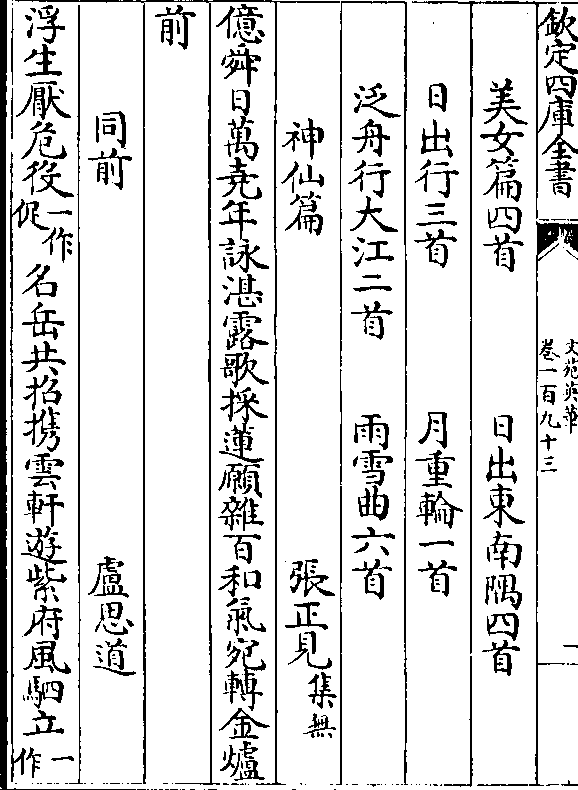 欽定四庫全書
文苑英華
卷一百九十三
一
美女篇四首　日出東南隅四首
日出行三首　月重輪一首
泛舟行大江二首　雨雪曲六首
神仙篇　張正見集無
億舜日萬堯年詠湛露歌採蓮願雜百和氣宛轉金爐
前
同前　盧思道
浮生厭危役一作促名岳共招携雲軒遊紫府風駟立一作